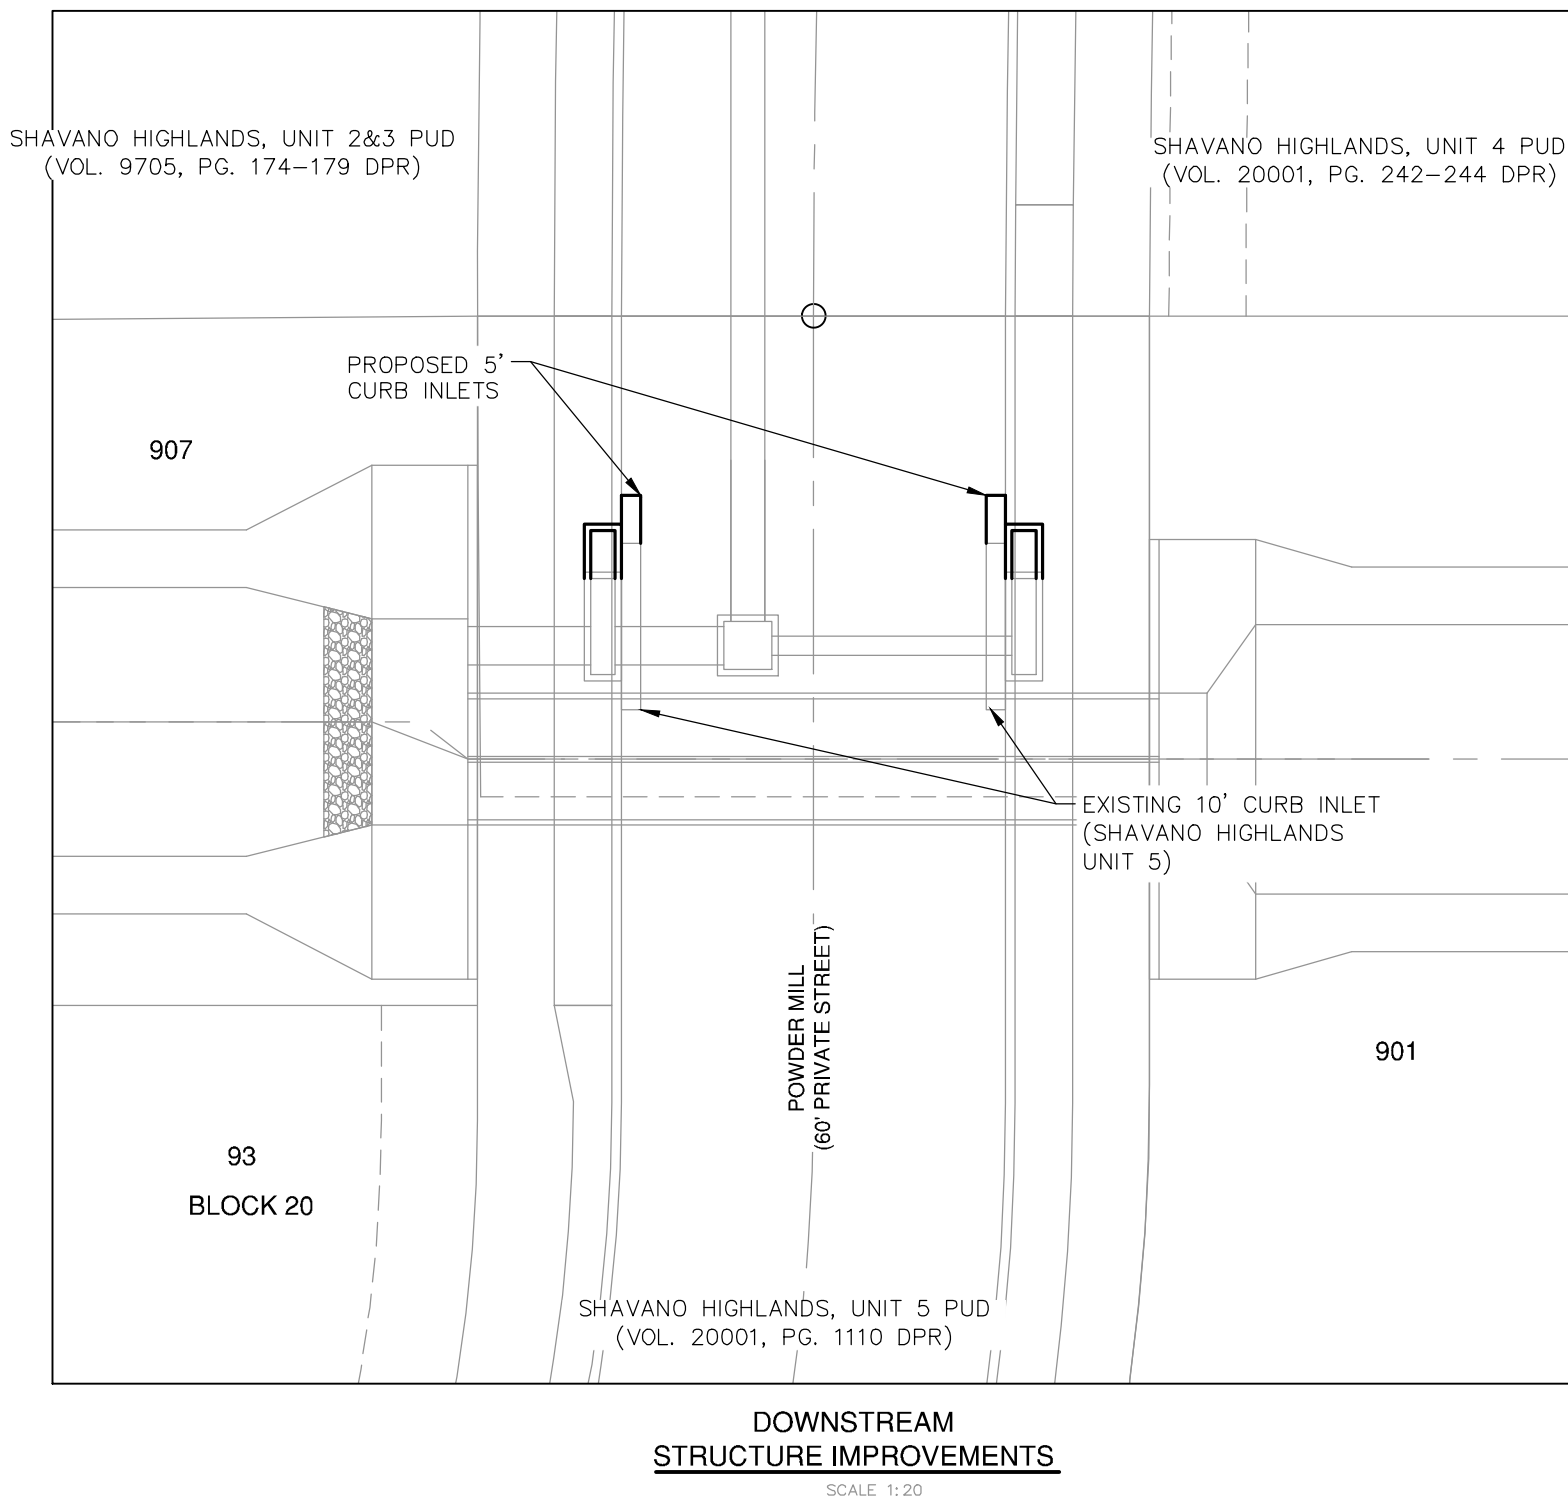 SHAVANO HIGHLANDS, UNIT 2&3 PUD
(VOL. 9705, PG. 174–179 DPR)
SHAVANO HIGHLANDS, UNIT 4 PUD
(VOL. 20001, PG. 242–244 DPR)
PROPOSED 5'
CURB INLETS
907
EXISTING 10' CURB INLET
(SHAVANO HIGHLANDS
UNIT 5)
POWDER MILL
(60' PRIVATE STREET)
901
93
BLOCK 20
SHAVANO HIGHLANDS, UNIT 5 PUD
(VOL. 20001, PG. 1110 DPR)
DOWNSTREAM
STRUCTURE IMPROVEMENTS
SCALE 1:20